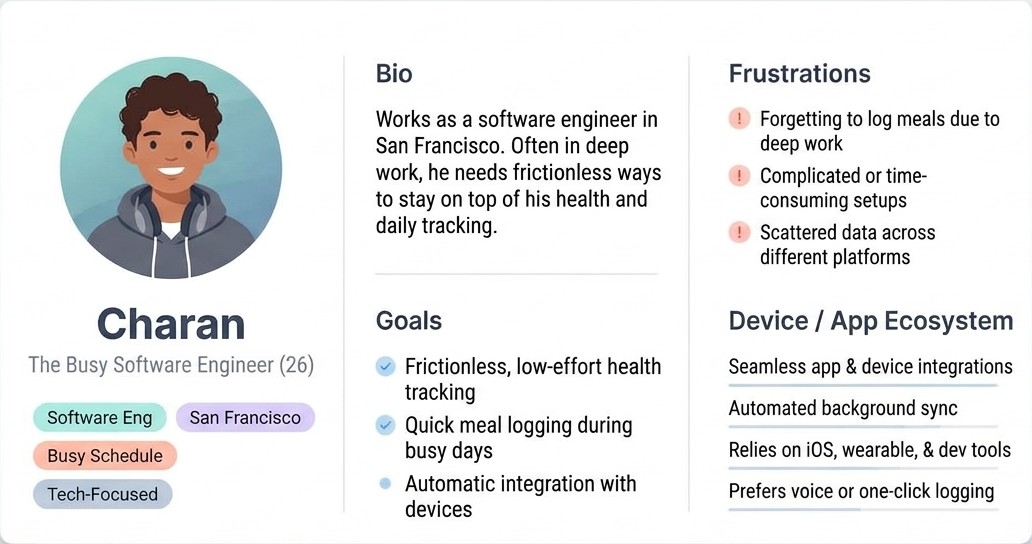 Charan
The Busy Software Engineer (26)
Software Eng
San Francisco
Busy Schedule
Tech-Focused
Bio
Works as a software engineer in
San Francisco. Often in deep
work, he needs frictionless ways
to stay on top of his health and
daily tracking.
Goals
Frictionless, low-effort health
tracking
Quick meal logging during
busy days
Automatic integration with
devices
Frustrations
! Forgetting to log meals due to
deep work
! Complicated or time-
consuming setups
! Scattered data across
different platforms
Device / App Ecosystem
Seamless app & device integrations
Automated background sync
Relies on iOS, wearable, & dev tools
Prefers voice or one-click logging